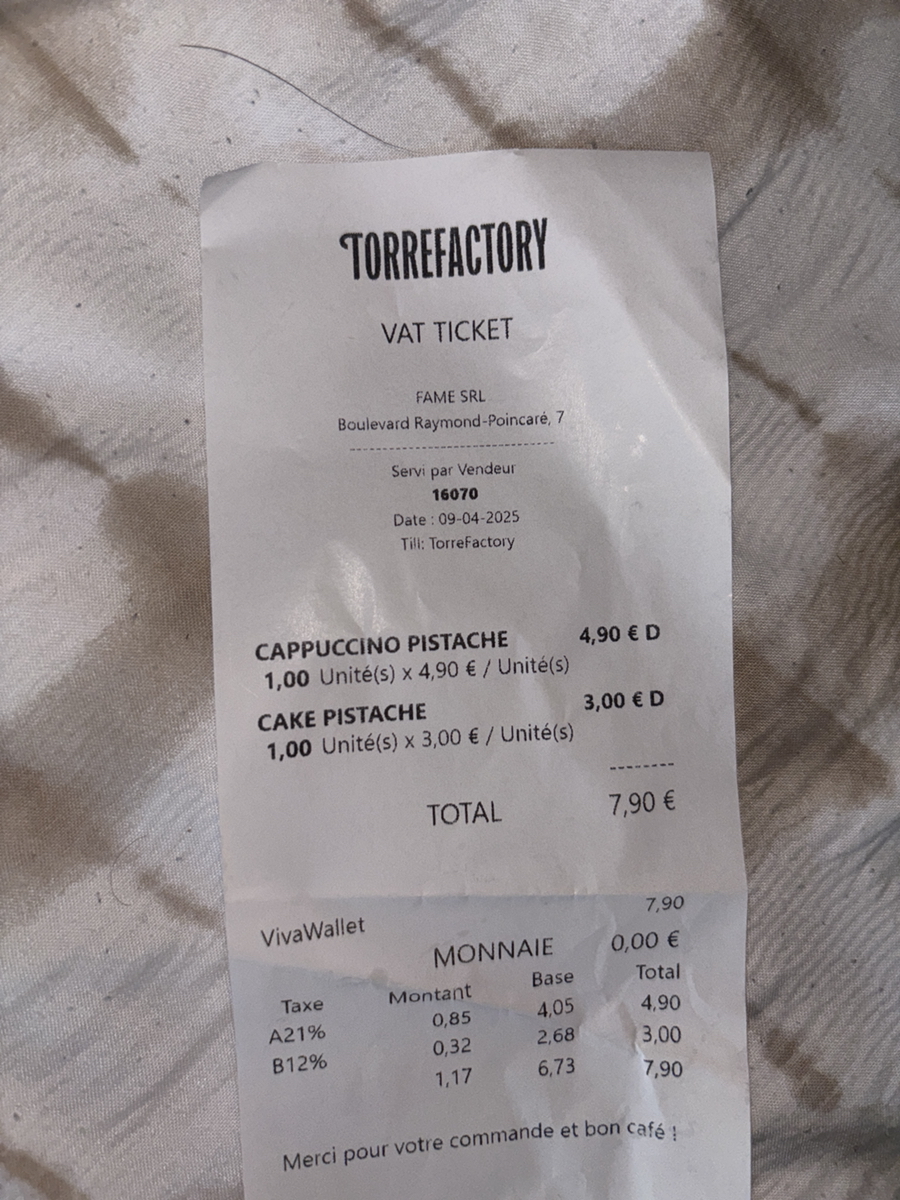 TORREFACTORY
VAT TICKET
FAME SRL
Boulevard Raymond-Poincaré, 7
--------------------------------
Servi par Vendeur
16070
Date : 09-04-2025
Till: TorreFactory
CAPPUCCINO PISTACHE 4,90 € D
1,00 Unité(s) x 4,90 € / Unité(s)
CAKE PISTACHE 3,00 € D
1,00 Unité(s) x 3,00 € / Unité(s)
--------
TOTAL 7,90 €
VivaWallet 7,90
MONNAIE 0,00 €
Taxe Montant Base Total
A21% 0,85 4,05 4,90
B12% 0,32 2,68 3,00
1,17 6,73 7,90
Merci pour votre commande et bon café !